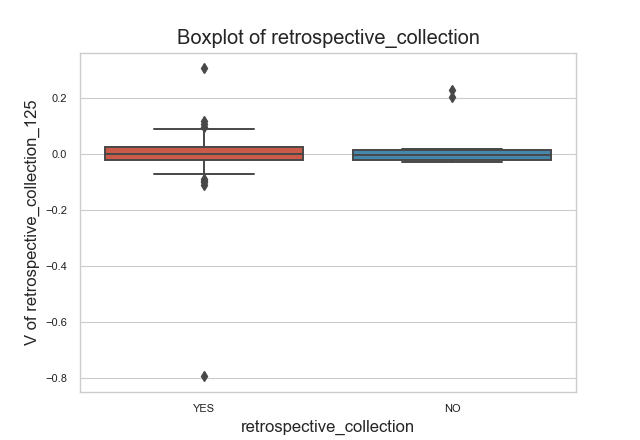 Boxplot of retrospective_collection
V of retrospective_collection_125
0.2
0.0
−0.2
−0.4
−0.6
−0.8
YES NO
retrospective_collection